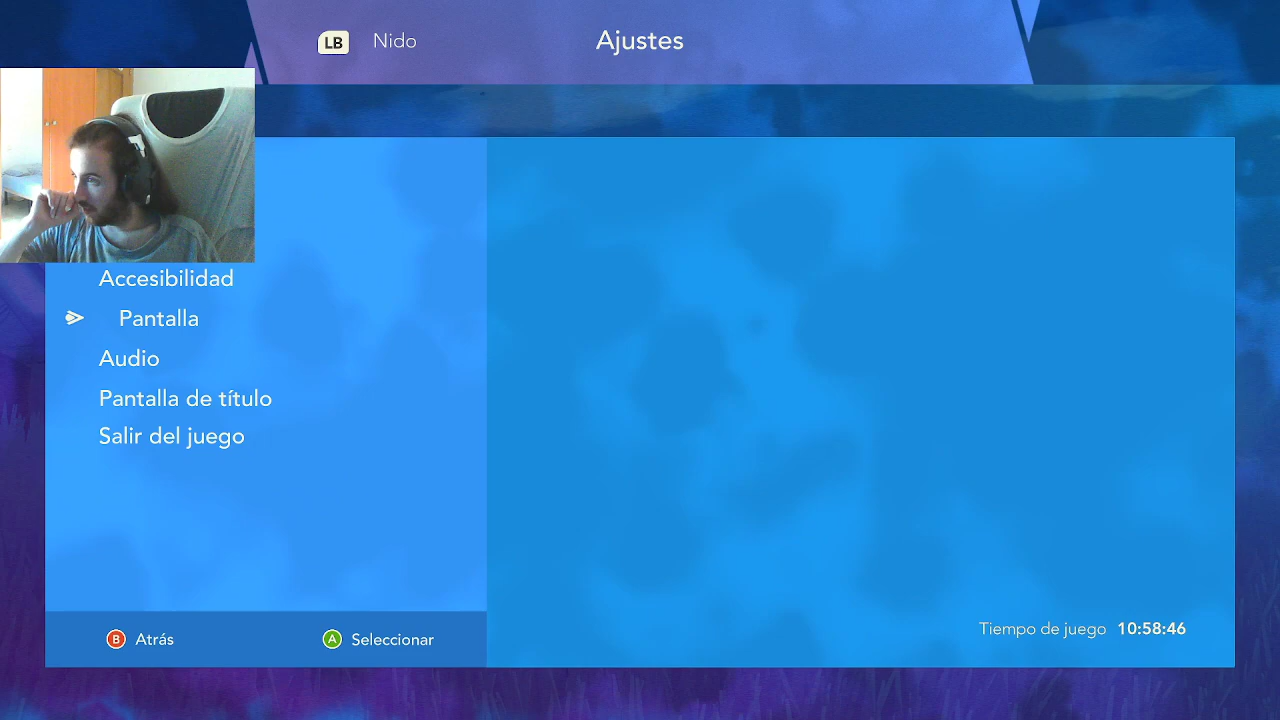 LB Nido Ajustes
Accesibilidad
Pantalla
Audio
Pantalla de título
Salir del juego
B Atrás A Seleccionar
Tiempo de juego 10:58:46